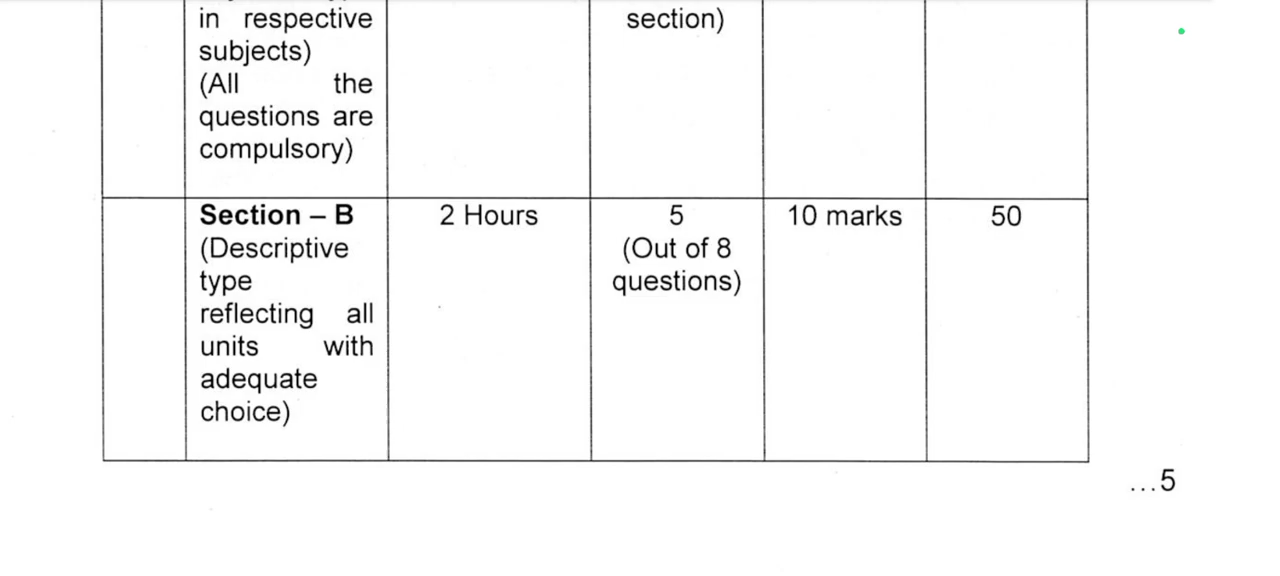 in respective
subjects)
(All the
questions are
compulsory)
section)
Section – B
(Descriptive
type
reflecting all
units with
adequate
choice)
2 Hours
5
(Out of 8
questions)
10 marks
50
...5